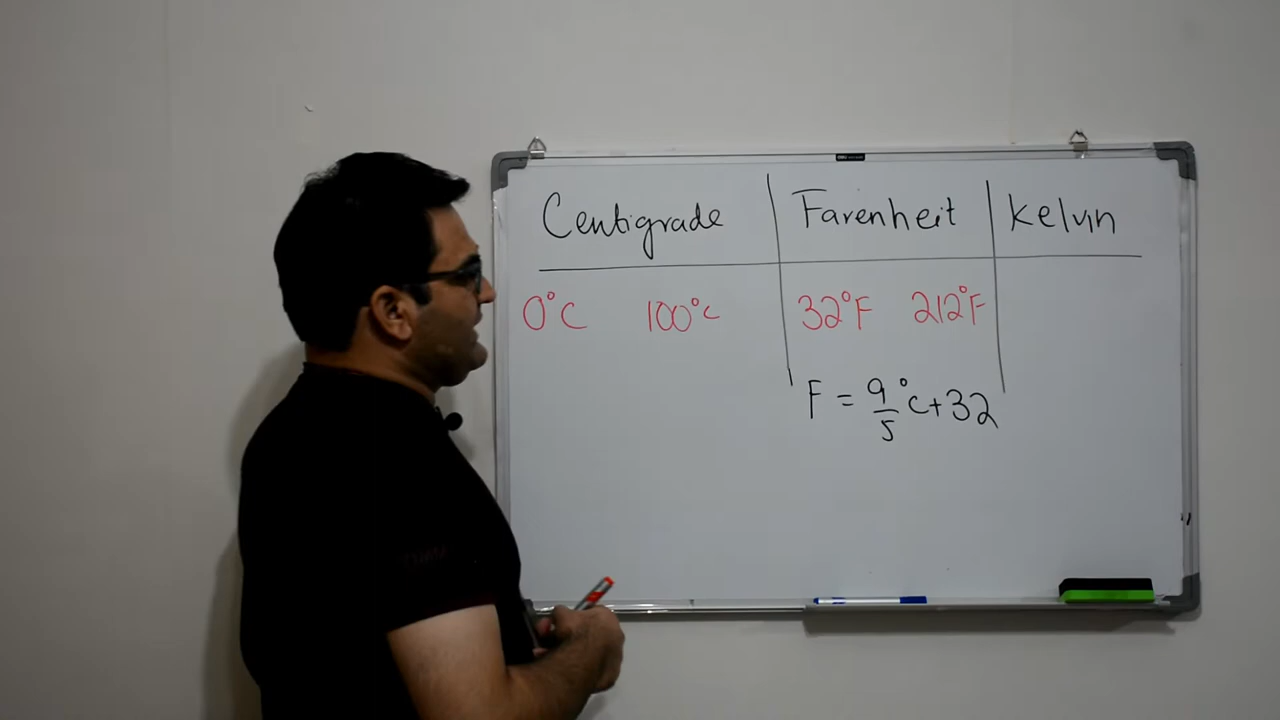 Centigrade Farenheit Kelvin
0°C 100°C 32°F 212°F
F = 9/5 °C + 32